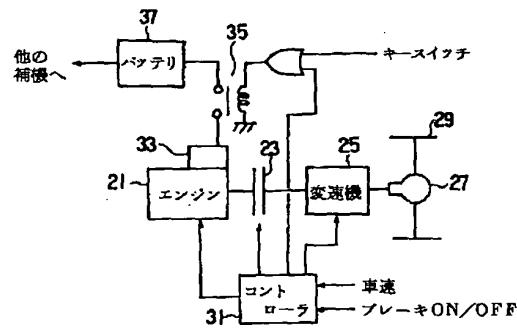 37
35
他の
補機へ
バッテリ
キースイッチ
33
23
25
29
21
エンジン
変速機
27
コント
ローラ
31
車速
ブレーキON/OFF